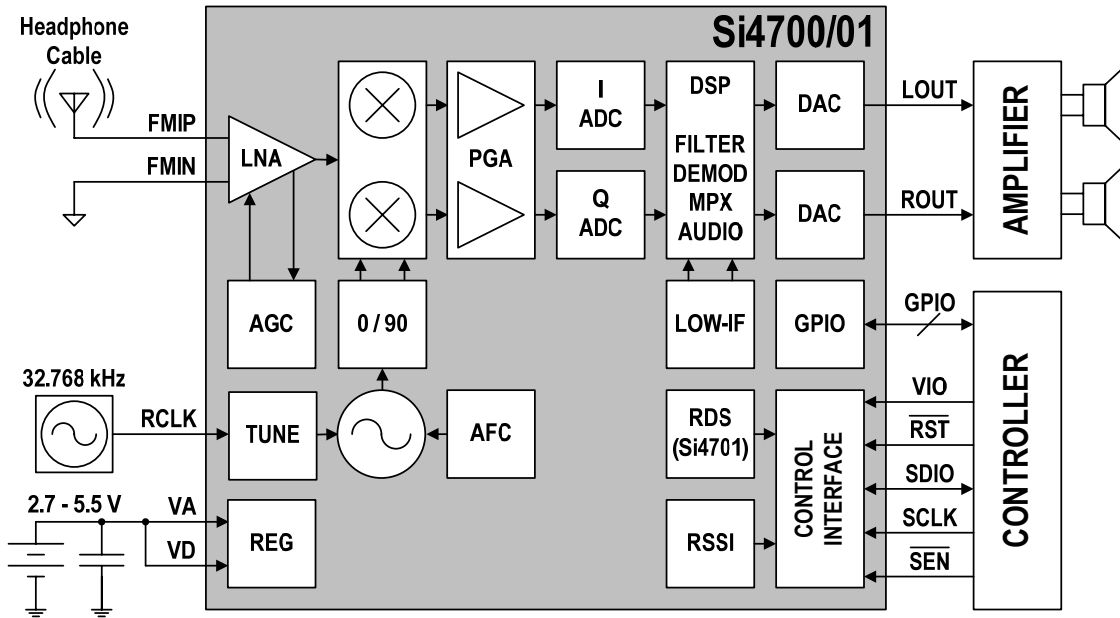 Si4700/01
Headphone
Cable
FMIP
FMIN
LNA
PGA
I
ADC
Q
ADC
DSP
FILTER
DEMOD
MPX
AUDIO
DAC
DAC
LOUT
ROUT
AMPLIFIER
AGC
0 / 90
LOW-IF
GPIO
GPIO
32.768 kHz
RCLK
TUNE
AFC
RDS
(Si4701)
CONTROL
INTERFACE
VIO
RST
SDIO
SCLK
SEN
CONTROLLER
2.7 - 5.5 V
VA
VD
REG
RSSI